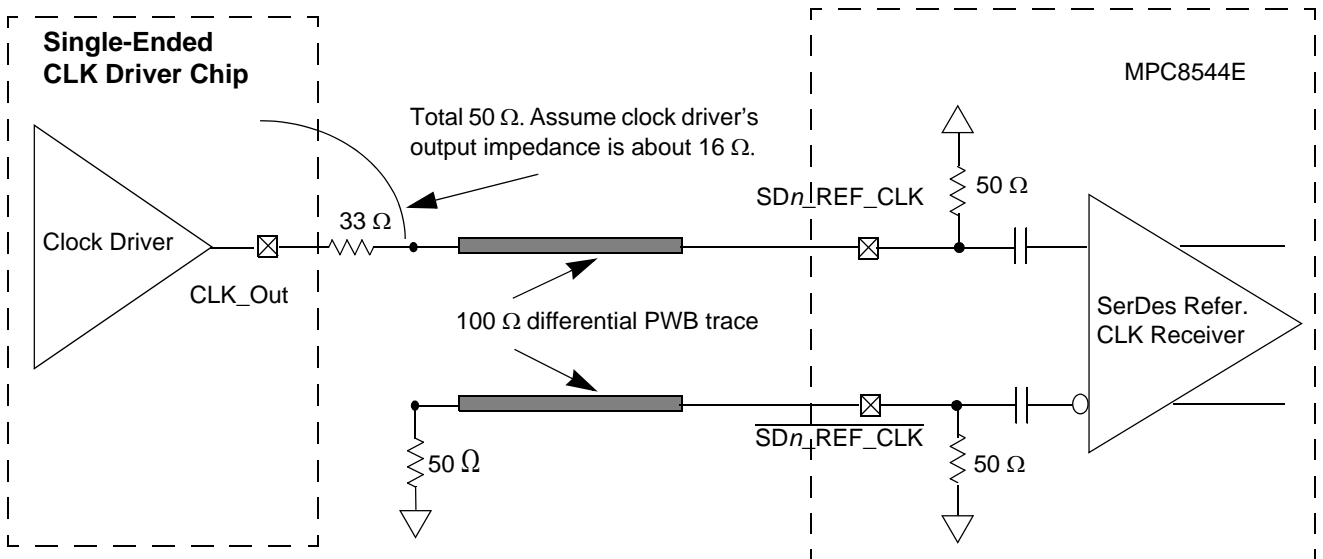 Single-Ended
CLK Driver Chip
MPC8544E
Total 50 Ω. Assume clock driver's
output impedance is about 16 Ω.
SDn_REF_CLK
50 Ω
33 Ω
Clock Driver
CLK_Out
100 Ω differential PWB trace
SerDes Refer.
CLK Receiver
SDn_REF_CLK
50 Ω
50 Ω